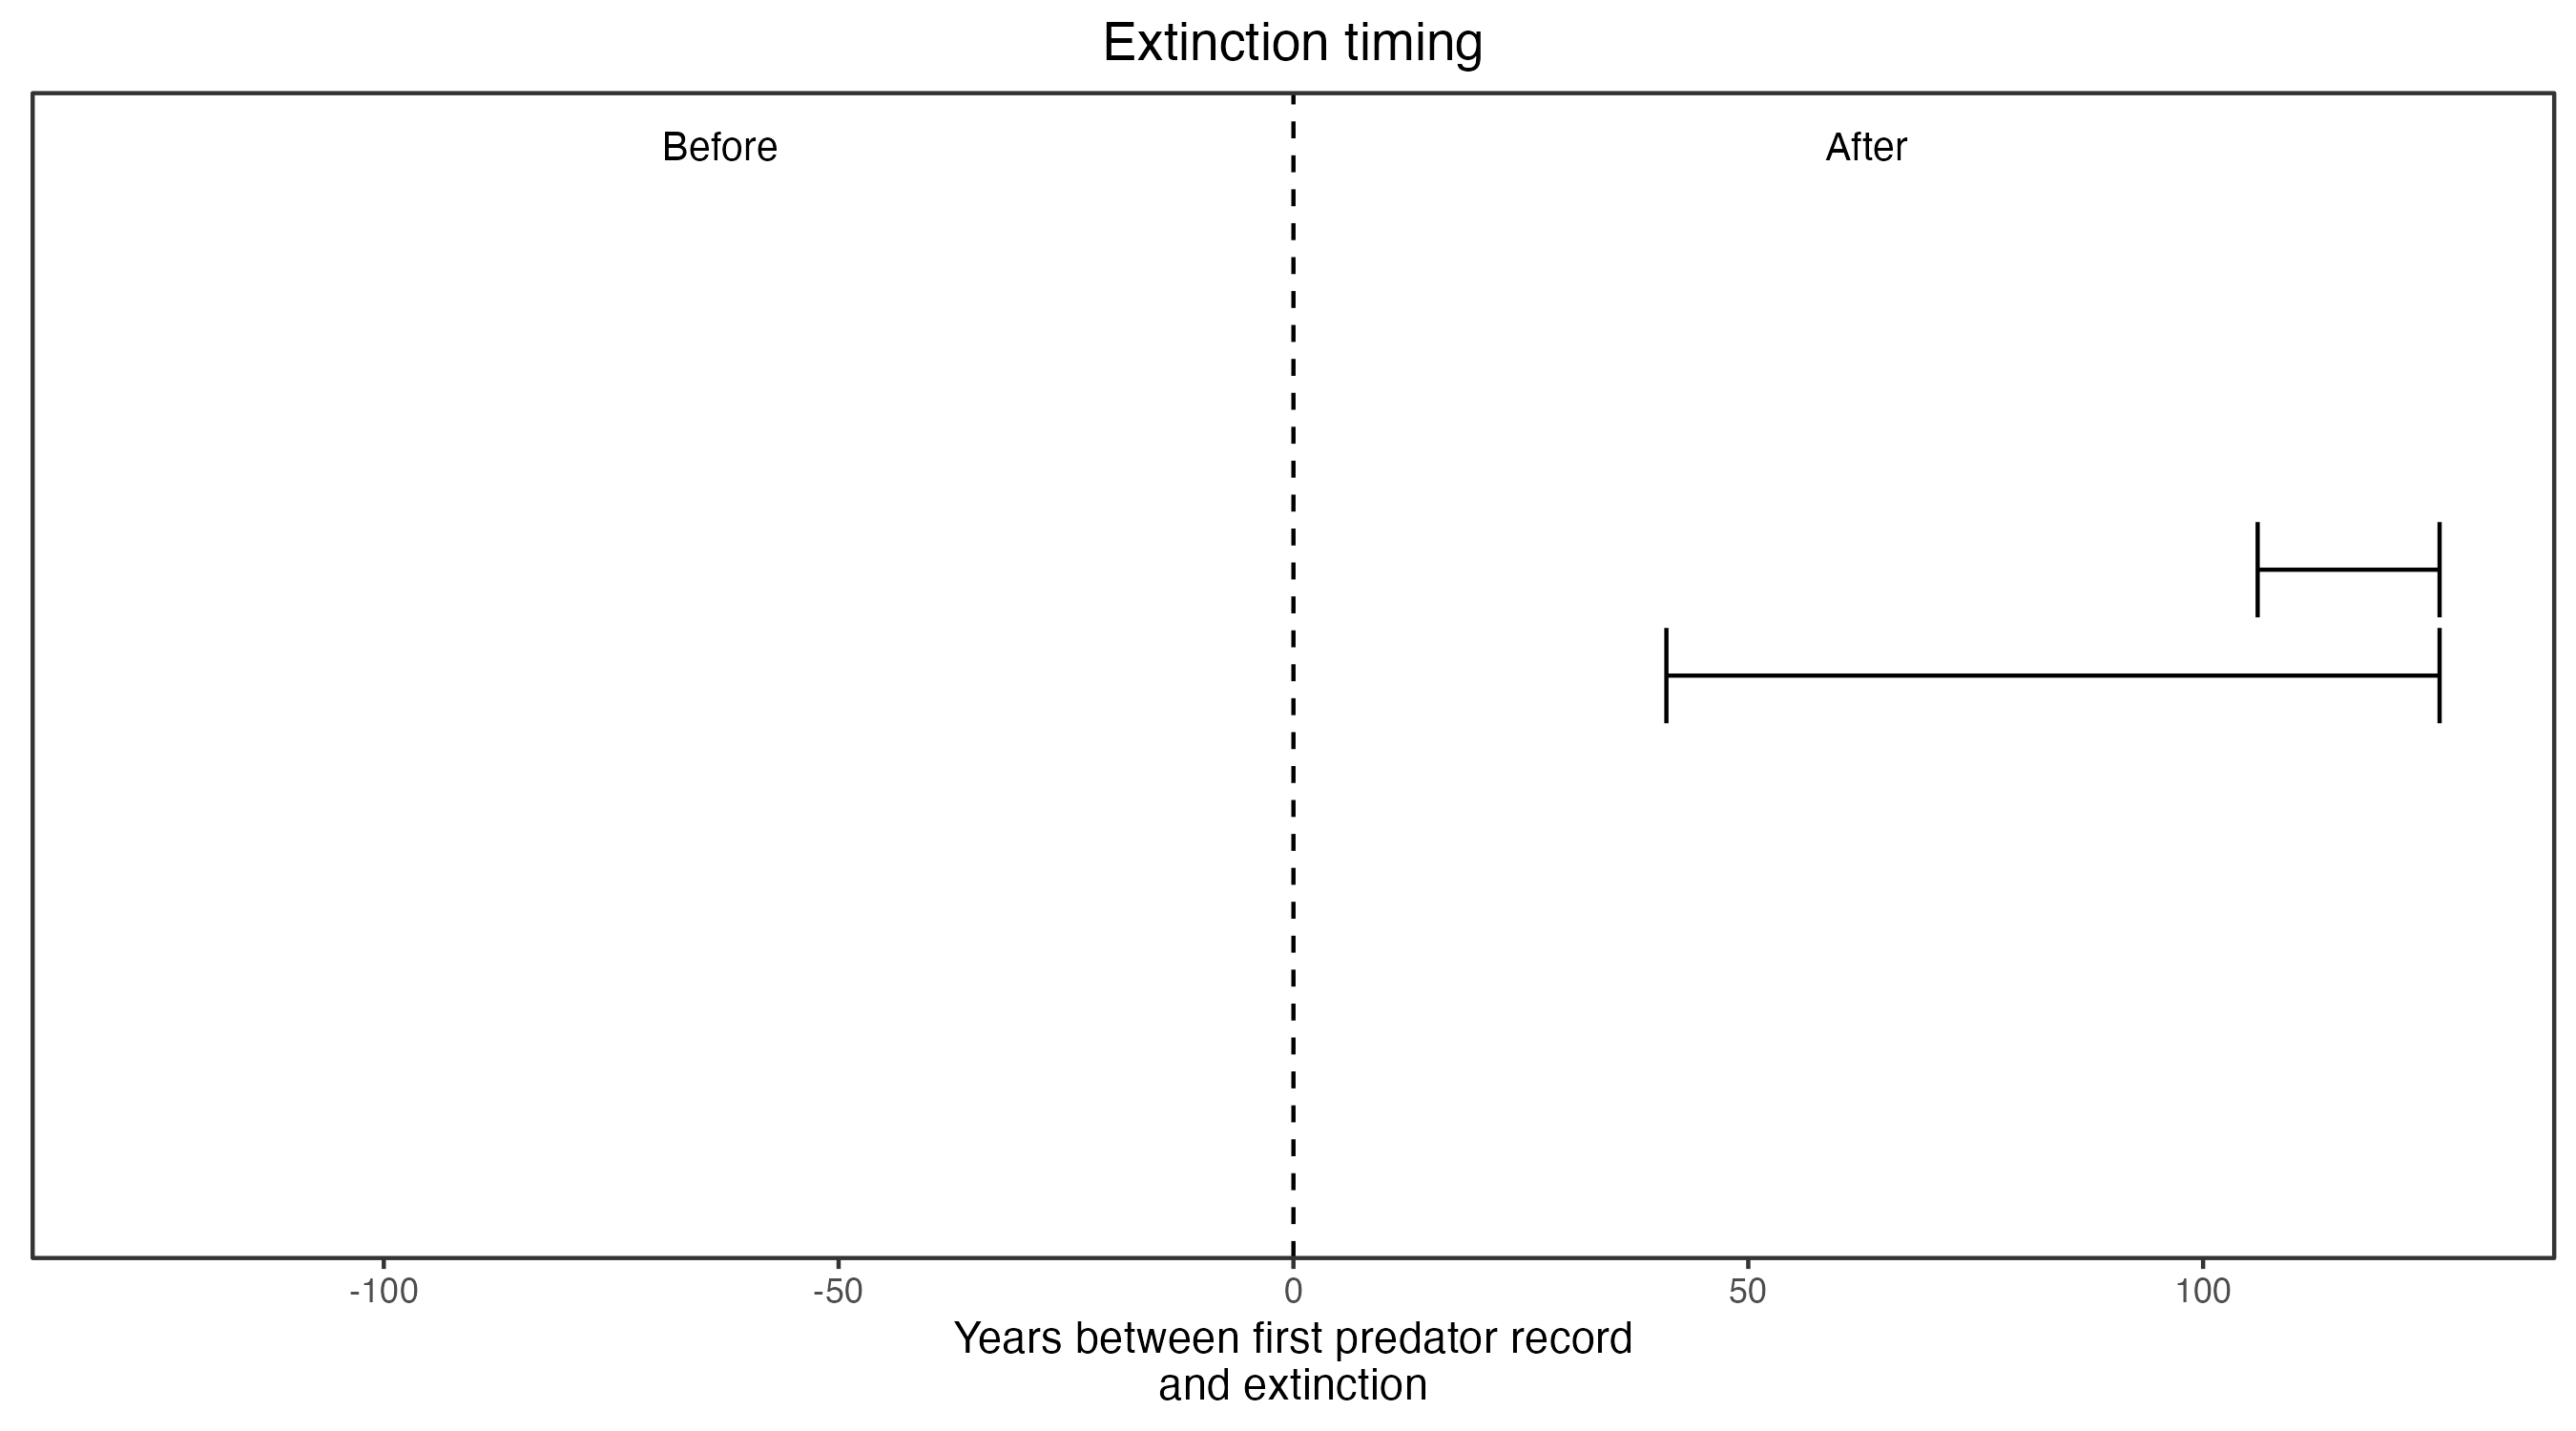 Extinction timing
Before
After
-100
-50
0
50
100
Years between first predator record
and extinction